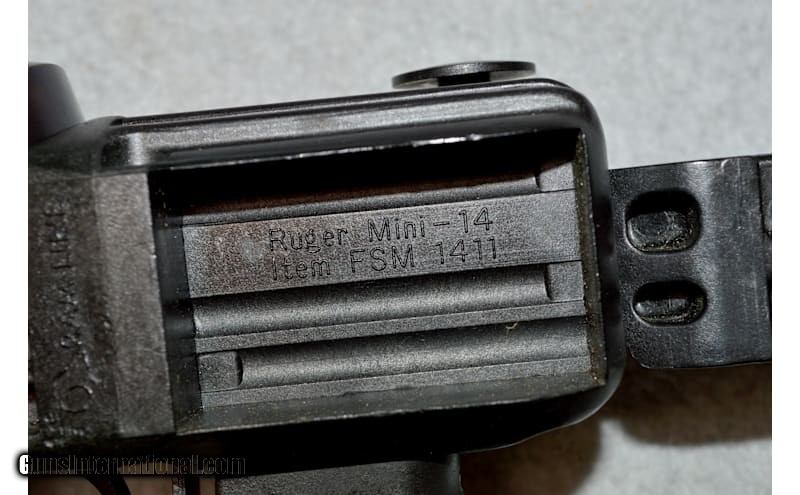 Ruger Mini-14
Item FSM 1411
GunsInternational.com